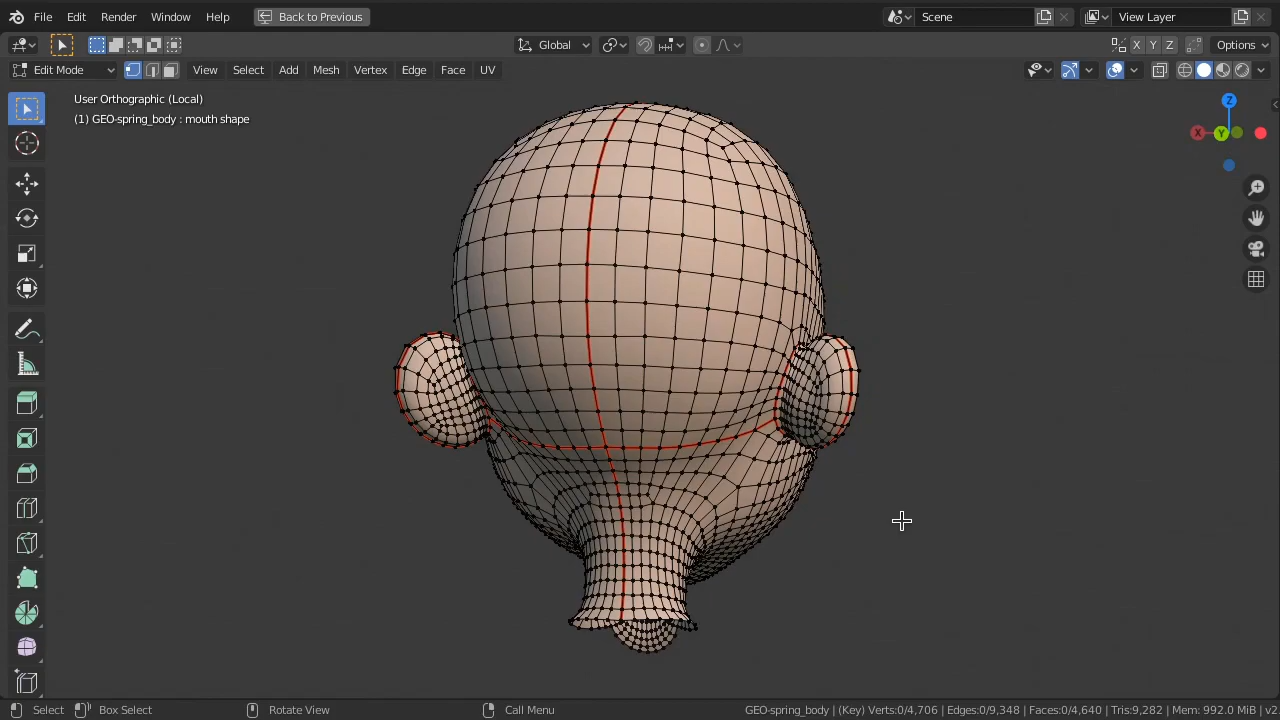 File Edit Render Window Help Back to Previous Scene View Layer
Global X Y Z Options
Edit Mode View Select Add Mesh Vertex Edge Face UV
User Orthographic (Local)
(1) GEO-spring_body : mouth shape
Z
X Y
Select Box Select Rotate View Call Menu GEO-spring_body | (Key) Verts:0/4,706 | Edges:0/9,348 | Faces:0/4,640 | Tris:9,282 | Mem: 992.0 MiB | v2